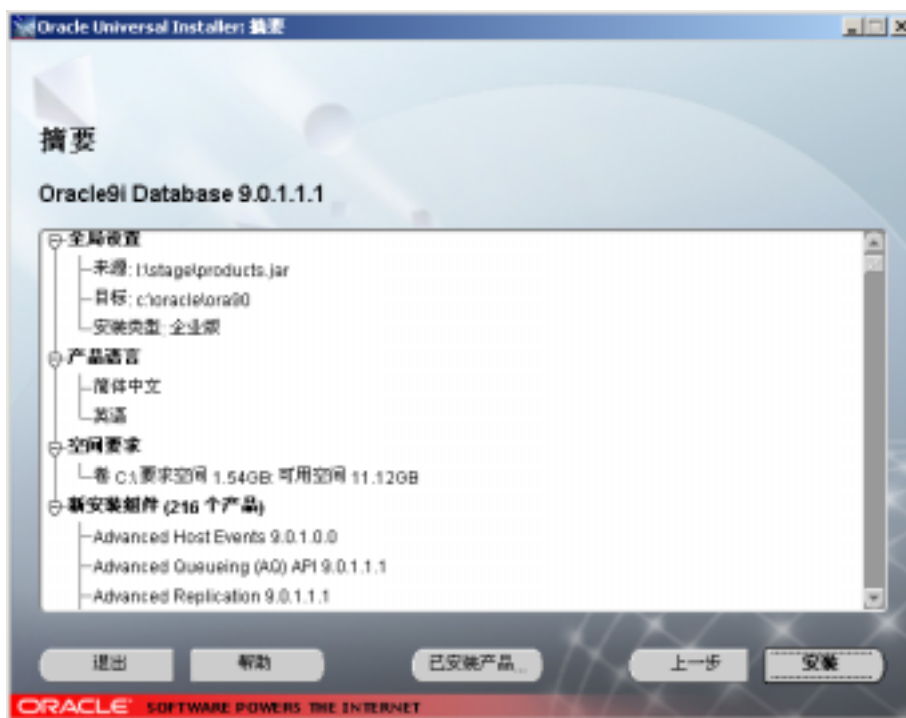 Oracle Universal Installer: 摘要
摘要
Oracle9i Database 9.0.1.1.1
全局设置
来源: I:\stage\products.jar
目标: c:\oracle\ora90
安装类型: 企业版
产品语言
简体中文
英语
空间要求
卷 C:\ 要求空间 1.54GB: 可用空间 11.12GB
新安装组件 (216 个产品)
Advanced Host Events 9.0.1.0.0
Advanced Queueing (AQ) API 9.0.1.1.1
Advanced Replication 9.0.1.1.1
退出 帮助 已安装产品... 上一步 安装
ORACLE SOFTWARE POWERS THE INTERNET